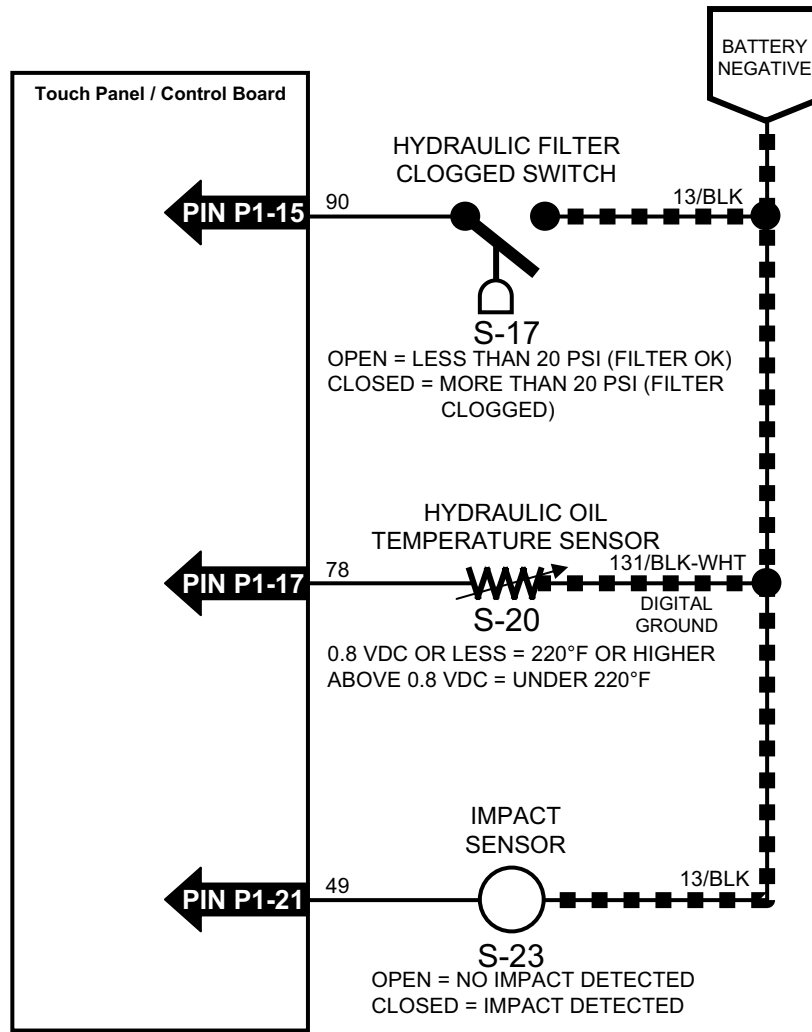 BATTERY
NEGATIVE
Touch Panel / Control Board
HYDRAULIC FILTER
CLOGGED SWITCH
PIN P1-15
90
13/BLK
S-17
OPEN = LESS THAN 20 PSI (FILTER OK)
CLOSED = MORE THAN 20 PSI (FILTER
CLOGGED)
HYDRAULIC OIL
TEMPERATURE SENSOR
PIN P1-17
78
131/BLK-WHT
DIGITAL
GROUND
S-20
0.8 VDC OR LESS = 220°F OR HIGHER
ABOVE 0.8 VDC = UNDER 220°F
IMPACT
SENSOR
PIN P1-21
49
13/BLK
S-23
OPEN = NO IMPACT DETECTED
CLOSED = IMPACT DETECTED